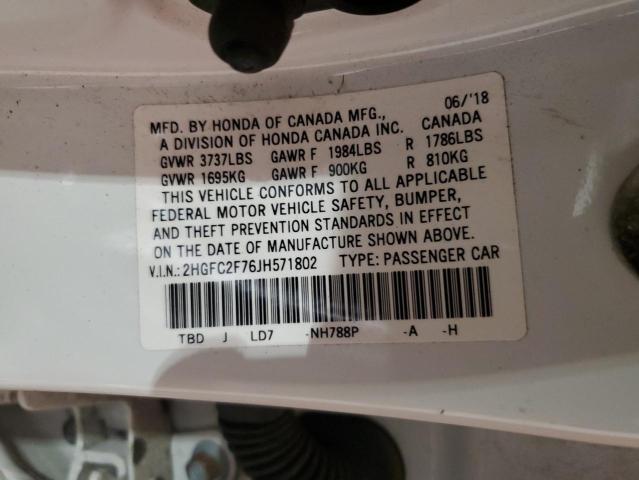 MFD. BY HONDA OF CANADA MFG., 06/'18
A DIVISION OF HONDA CANADA INC. CANADA
GVWR 3737LBS GAWR F 1984LBS R 1786LBS
GVWR 1695KG GAWR F 900KG R 810KG
THIS VEHICLE CONFORMS TO ALL APPLICABLE
FEDERAL MOTOR VEHICLE SAFETY, BUMPER,
AND THEFT PREVENTION STANDARDS IN EFFECT
ON THE DATE OF MANUFACTURE SHOWN ABOVE.
V.I.N.: 2HGFC2F76JH571802 TYPE: PASSENGER CAR
TBD J LD7 -NH788P -A -H